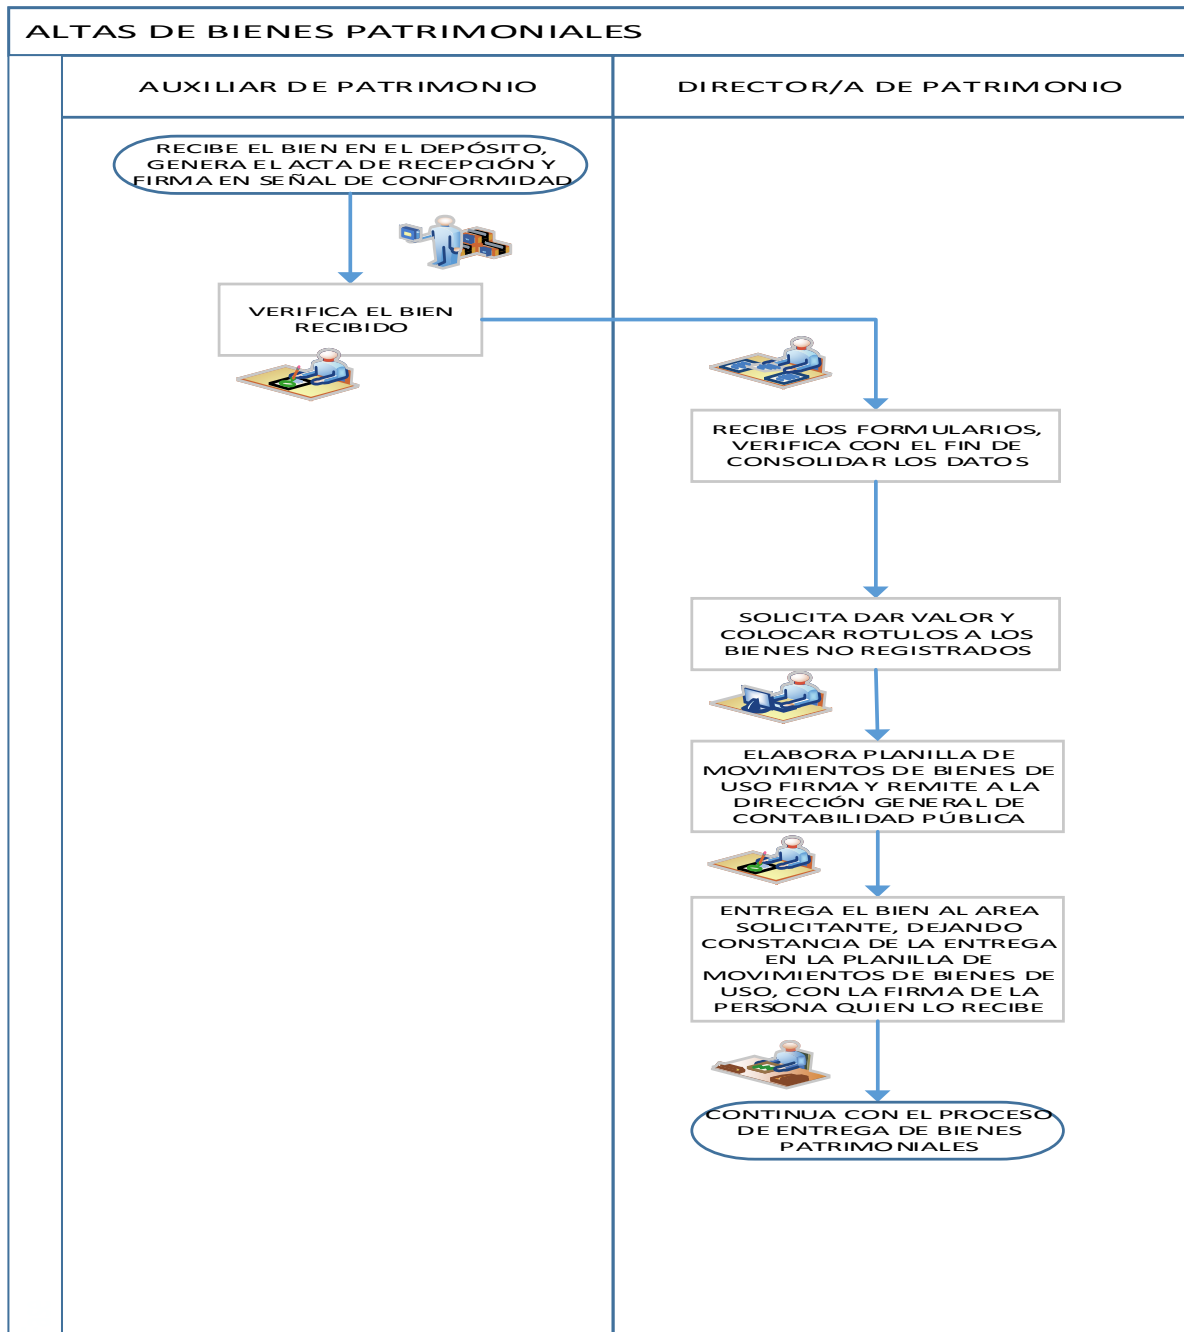 ALTAS DE BIENES PATRIMONIALES
AUXILIAR DE PATRIMONIO
DIRECTOR/A DE PATRIMONIO
RECIBE EL BIEN EN EL DEPÓSITO,
GENERA EL ACTA DE RECEPCIÓN Y
FIRMA EN SEÑAL DE CONFORMIDAD
VERIFICA EL BIEN
RECIBIDO
RECIBE LOS FORMULARIOS,
VERIFICA CON EL FIN DE
CONSOLIDAR LOS DATOS
SOLICITA DAR VALOR Y
COLOCAR ROTULOS A LOS
BIENES NO REGISTRADOS
ELABORA PLANILLA DE
MOVIMIENTOS DE BIENES DE
USO FIRMA Y REMITE A LA
DIRECCIÓN GENERAL DE
CONTABILIDAD PÚBLICA
ENTREGA EL BIEN AL AREA
SOLICITANTE, DEJANDO
CONSTANCIA DE LA ENTREGA
EN LA PLANILLA DE
MOVIMIENTOS DE BIENES DE
USO, CON LA FIRMA DE LA
PERSONA QUIEN LO RECIBE
CONTINUA CON EL PROCESO
DE ENTREGA DE BIENES
PATRIMONIALES